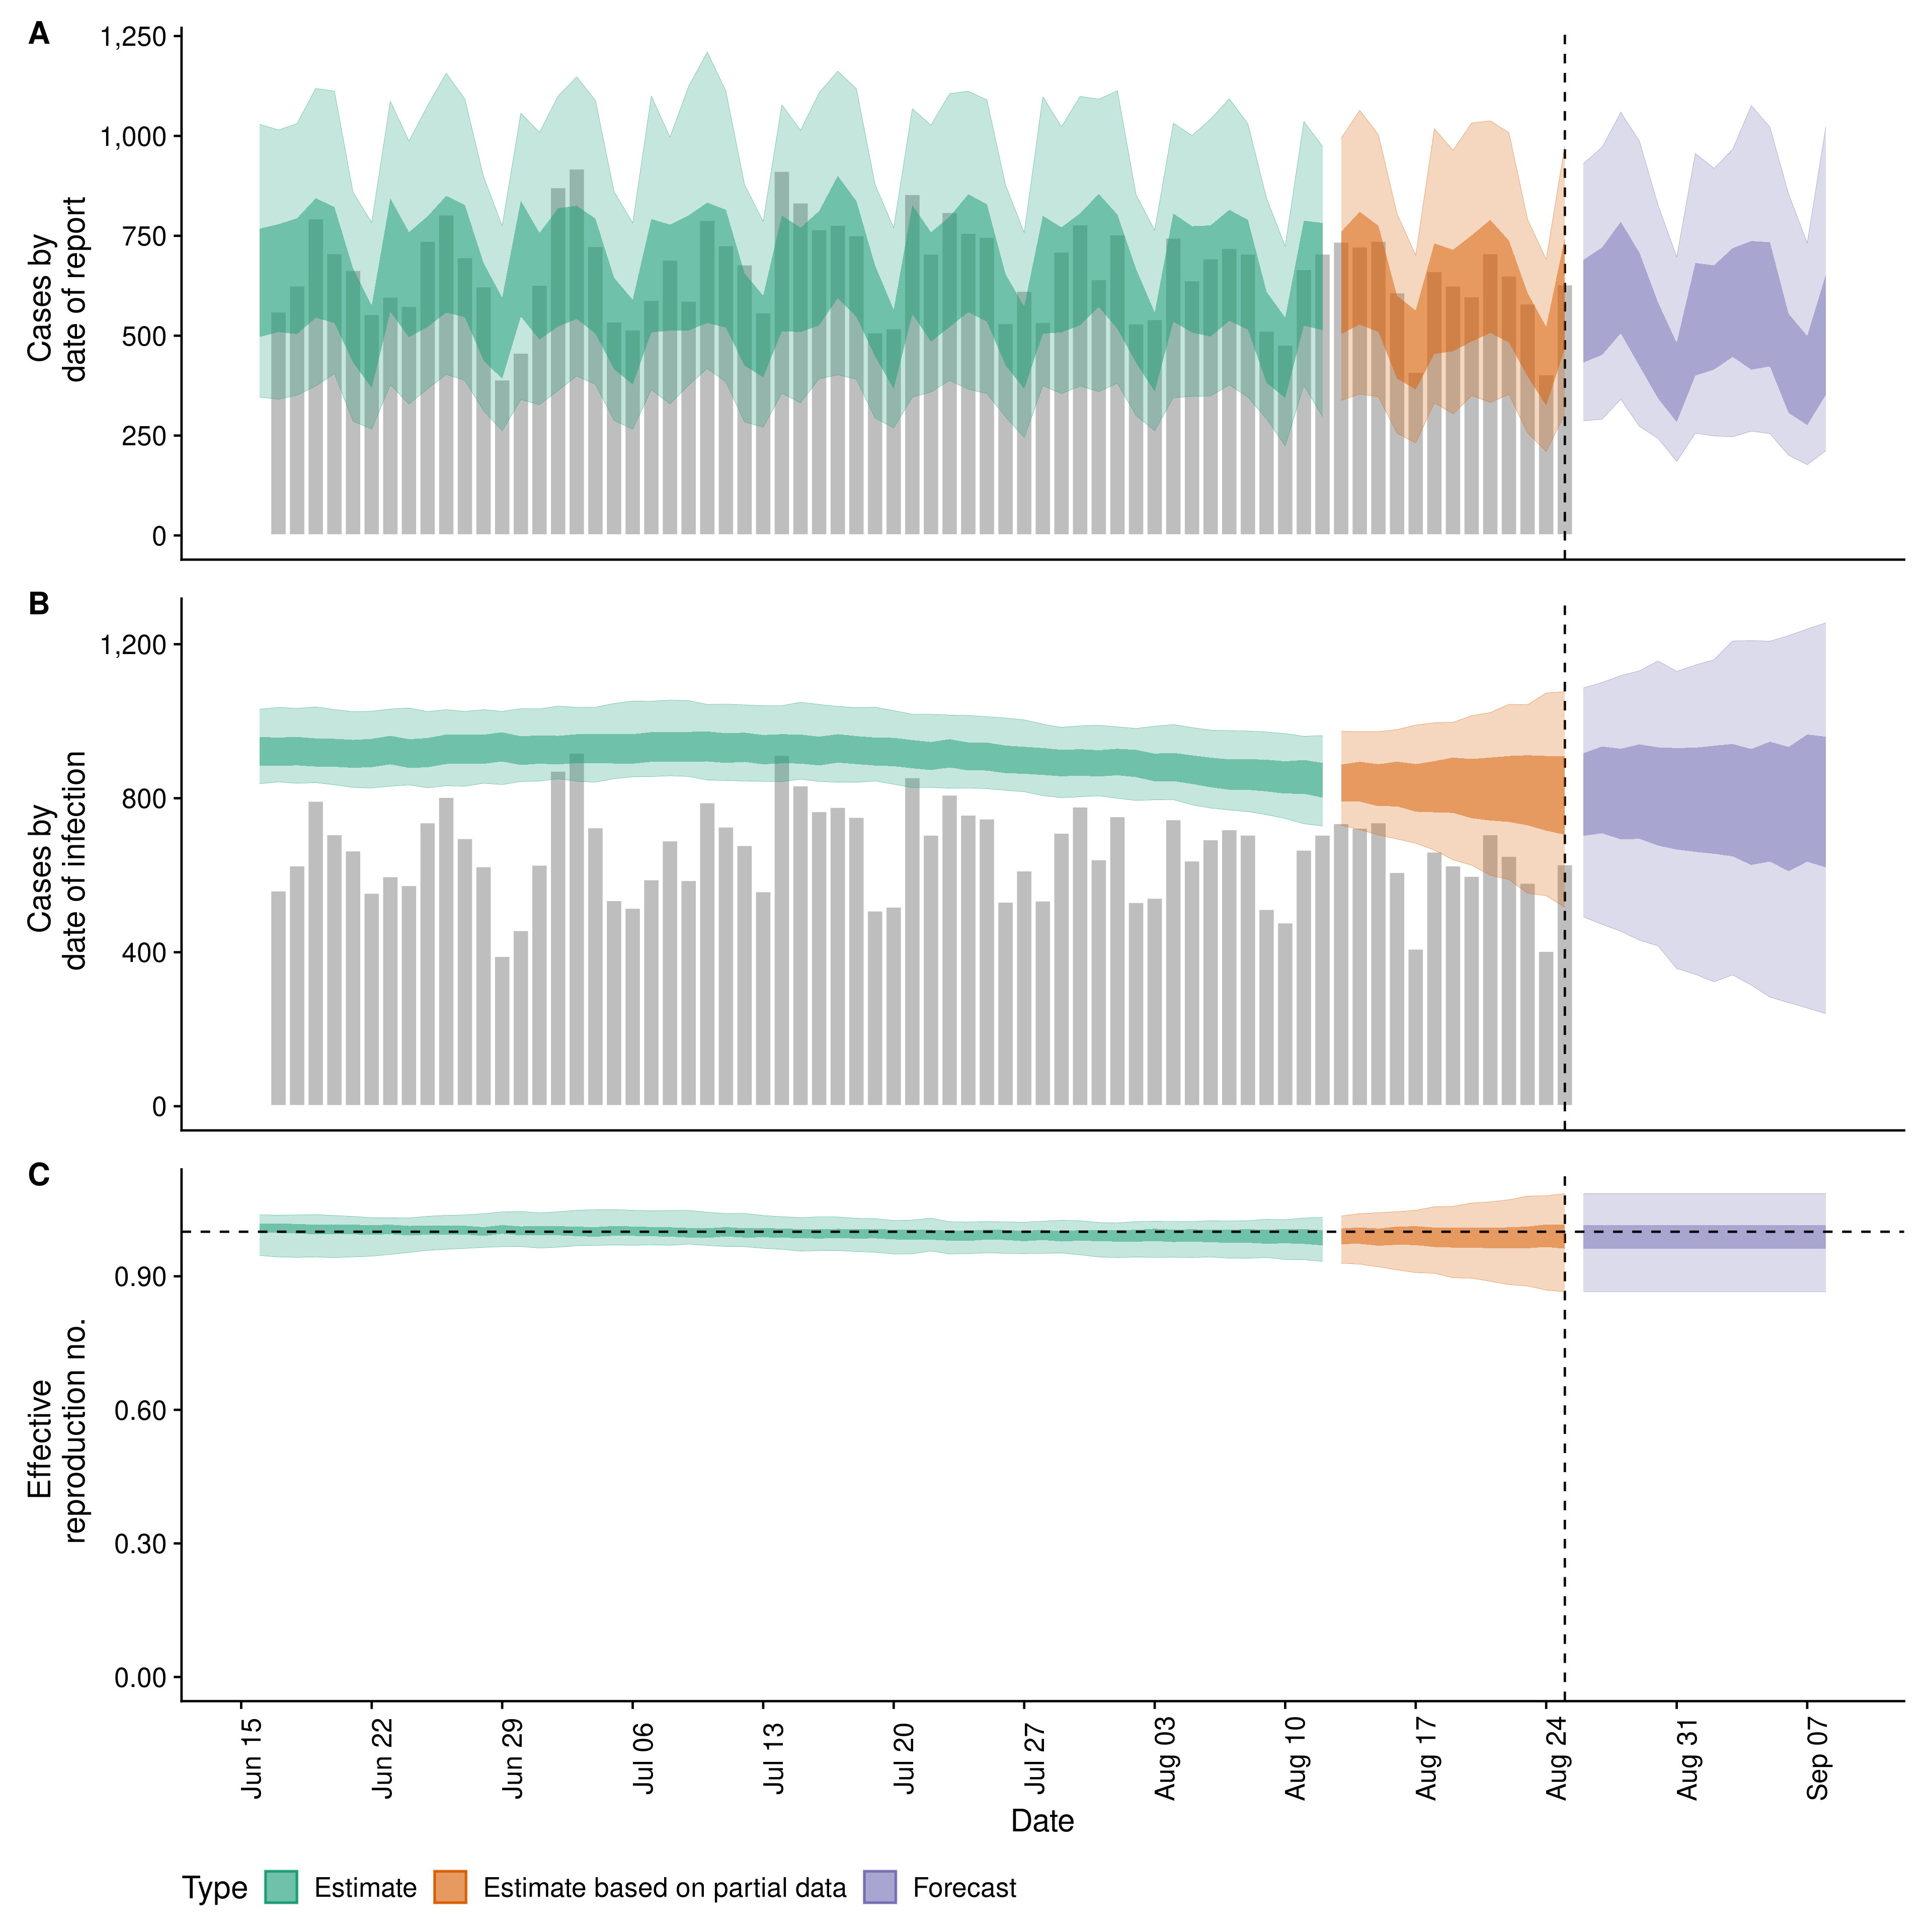 A
1,250
1,000
750
500
250
0
Cases by
date of report
B
1,200
800
400
0
Cases by
date of infection
C
0.90
0.60
0.30
0.00
Effective
reproduction no.
Jun 15
Jun 22
Jun 29
Jul 06
Jul 13
Jul 20
Jul 27
Aug 03
Aug 10
Aug 17
Aug 24
Aug 31
Sep 07
Date
Type Estimate Estimate based on partial data Forecast